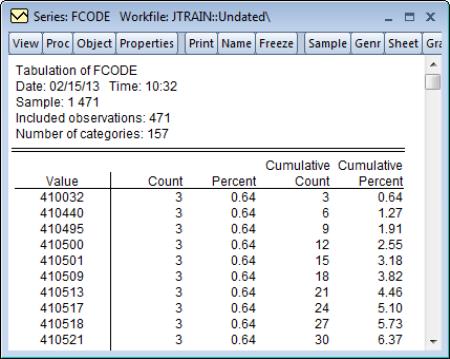 Series: FCODE Workfile: JTRAIN::Undated\
View Proc Object Properties Print Name Freeze Sample Genr Sheet Gra
Tabulation of FCODE
Date: 02/15/13 Time: 10:32
Sample: 1 471
Included observations: 471
Number of categories: 157
Cumulative Cumulative
Value Count Percent Count Percent
410032 3 0.64 3 0.64
410440 3 0.64 6 1.27
410495 3 0.64 9 1.91
410500 3 0.64 12 2.55
410501 3 0.64 15 3.18
410509 3 0.64 18 3.82
410513 3 0.64 21 4.46
410517 3 0.64 24 5.10
410518 3 0.64 27 5.73
410521 3 0.64 30 6.37